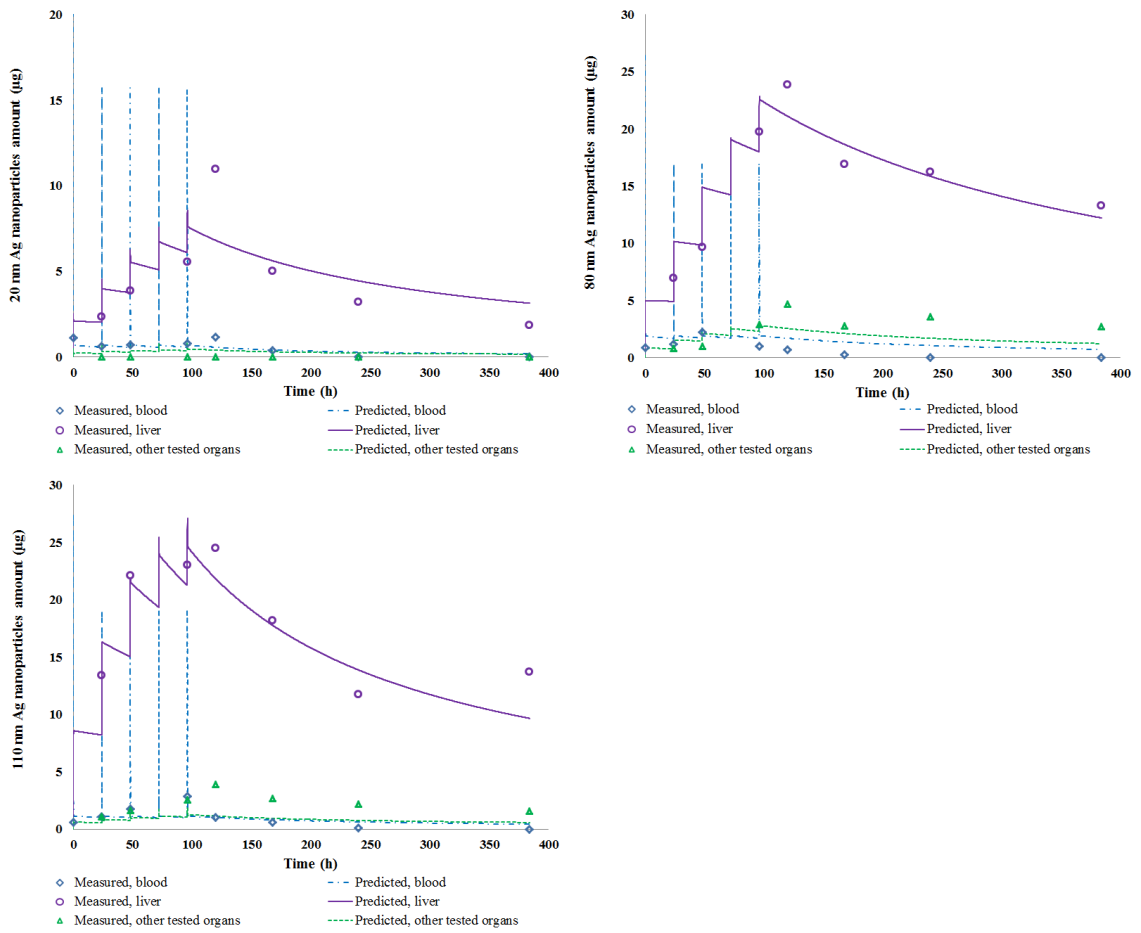 20 nm Ag nanoparticles amount (µg)
20
15
10
5
0
0 50 100 150 200 250 300 350 400
Time (h)
Measured, blood
Predicted, blood
Measured, liver
Predicted, liver
Measured, other tested organs
Predicted, other tested organs
80 nm Ag nanoparticles amount (µg)
30
25
20
15
10
5
0
0 50 100 150 200 250 300 350 400
Time (h)
Measured, blood
Predicted, blood
Measured, liver
Predicted, liver
Measured, other tested organs
Predicted, other tested organs
110 nm Ag nanoparticles amount (µg)
30
25
20
15
10
5
0
0 50 100 150 200 250 300 350 400
Time (h)
Measured, blood
Predicted, blood
Measured, liver
Predicted, liver
Measured, other tested organs
Predicted, other tested organs